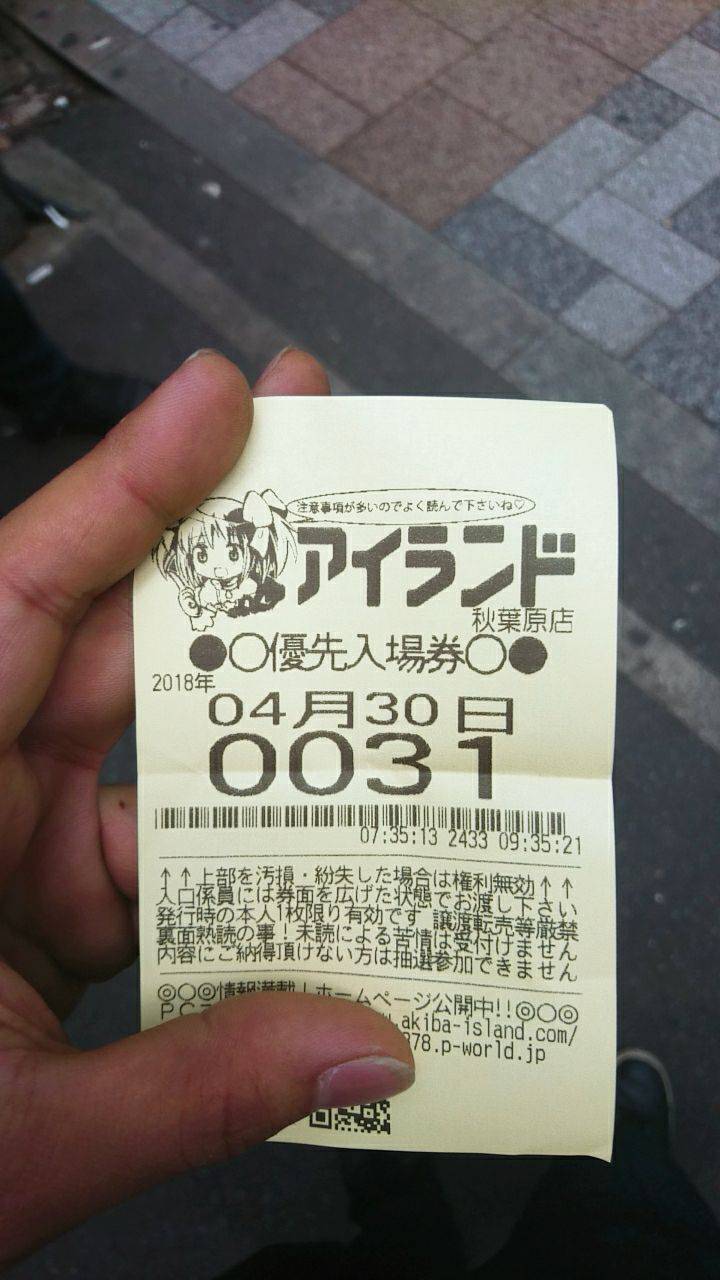 注意事項が多いのでよく読んで下さいね♡
アイランド
秋葉原店
●○優先入場券○●
2018年
04月30日
0031
07:35:13 2433 09:35:21
↑↑上部を汚損・紛失した場合は権利無効↑↑
入口係員には券面を広げた状態でお渡し下さい
発行時の本人1枚限り有効です 譲渡転売等厳禁
裏面熟読の事！未読による苦情は受付けません
内容にご納得頂けない方は抽選参加できません
◎○◎情報満載！ホームページ公開中!!◎○◎
PC
.akiba-island.com/
378.p-world.jp